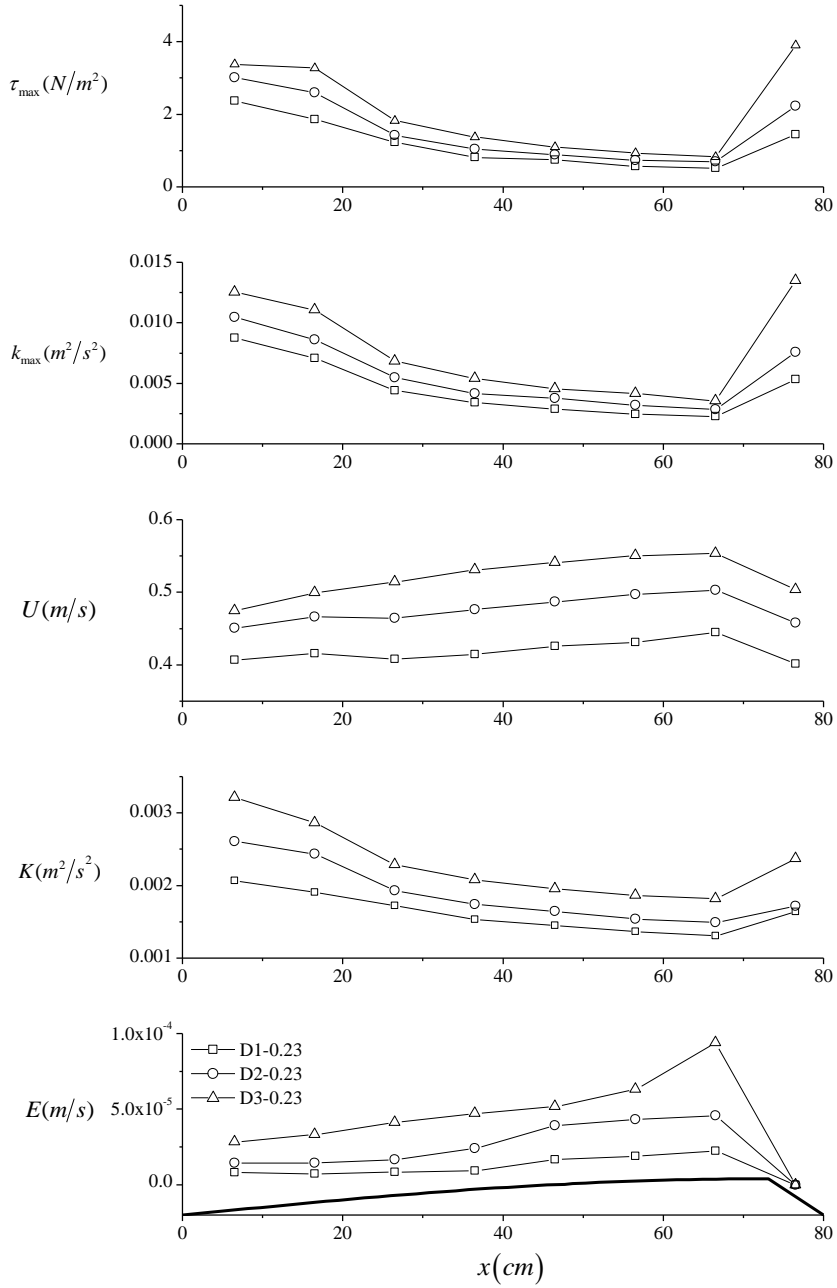 4
τmax(N/m²)
2
0
0 20 40 60 80
0.015
0.010
kmax(m²/s²)
0.005
0.000
0 20 40 60 80
0.6
U(m/s)
0.5
0.4
0 20 40 60 80
0.003
K(m²/s²)
0.002
0.001
0 20 40 60 80
1.0x10⁻⁴
D1-0.23
D2-0.23
E(m/s)
5.0x10⁻⁵
D3-0.23
0.0
0 20 40 60 80
x(cm)